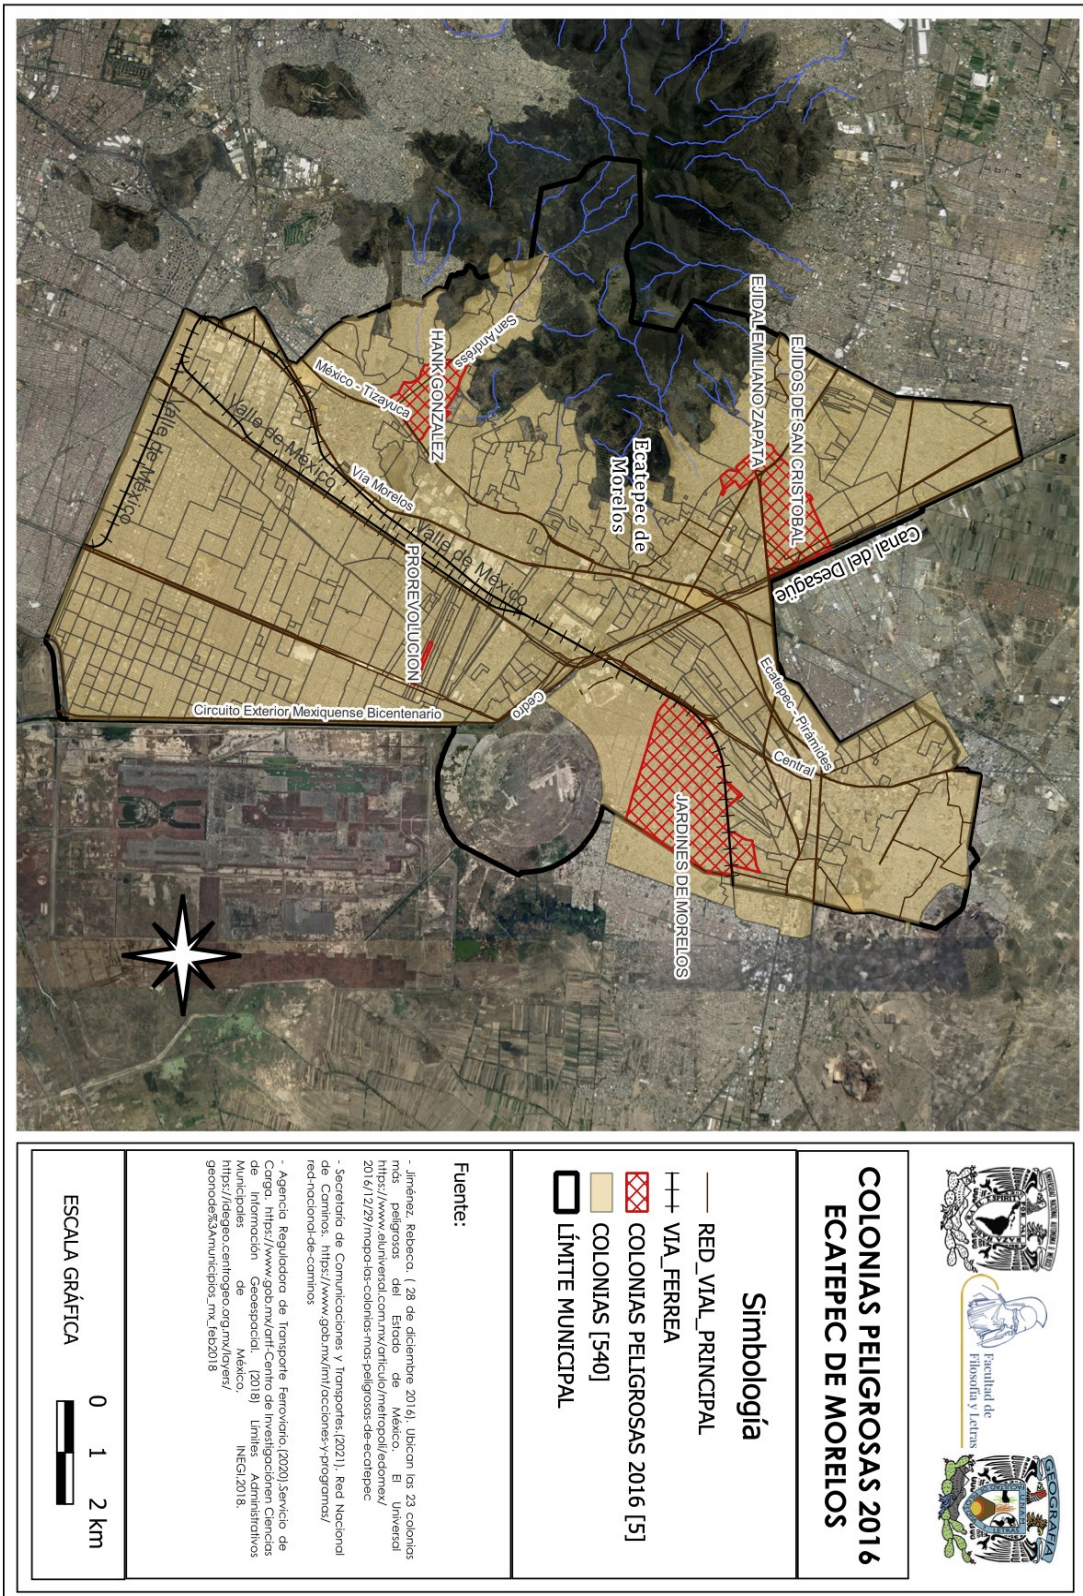 COLONIAS PELIGROSAS 2016
ECATEPEC DE MORELOS
Facultad de
Filosofía y Letras
GEOGRAFÍA
Simbología
RED_VIAL_PRINCIPAL
VIA_FERREA
COLONIAS PELIGROSAS 2016 [5]
COLONIAS [540]
LÍMITE MUNICIPAL
Fuente:
- Jiménez, Rebeca. ( 28 de diciembre 2016). Ubican las 23 colonias
más peligrosas del Estado de México. El Universal
https://www.eluniversal.com.mx/articulo/metropoli/edomex/
2016/12/29/mapa-las-colonias-mas-peligrosas-de-ecatepec
- Secretaría de Comunicaciones y Transportes.(2021). Red Nacional
de Caminos. https://www.gob.mx/imt/acciones-y-programas/
red-nacional-de-caminos
- Agencia Reguladora de Transporte Ferroviario.(2020).Servicio de
Carga. https://www.gob.mx/artf-Centro de Investigaciónen Ciencias
de Información Geoespacial. (2018) Límites Administrativos
Municipales de México, INEGI,2018.
https://idegeo.centrogeo.org.mx/layers/
geonode%3Amunicipios_mx_feb2018
ESCALA GRÁFICA
0 1 2 km
EJIDOS DE SAN CRISTOBAL
EJIDAL EMILIANO ZAPATA
Canal del Desagüe
Ecatepec - Pirámides
Central
JARDINES DE MORELOS
Ecatepec de
Morelos
San Andréss
HANK GONZALEZ
México - Tizayuca
Vía Morelos
Valle de México
Valle de México
Valle de México
PROREVOLUCION
Cedro
Circuito Exterior Mexiquense Bicentenario